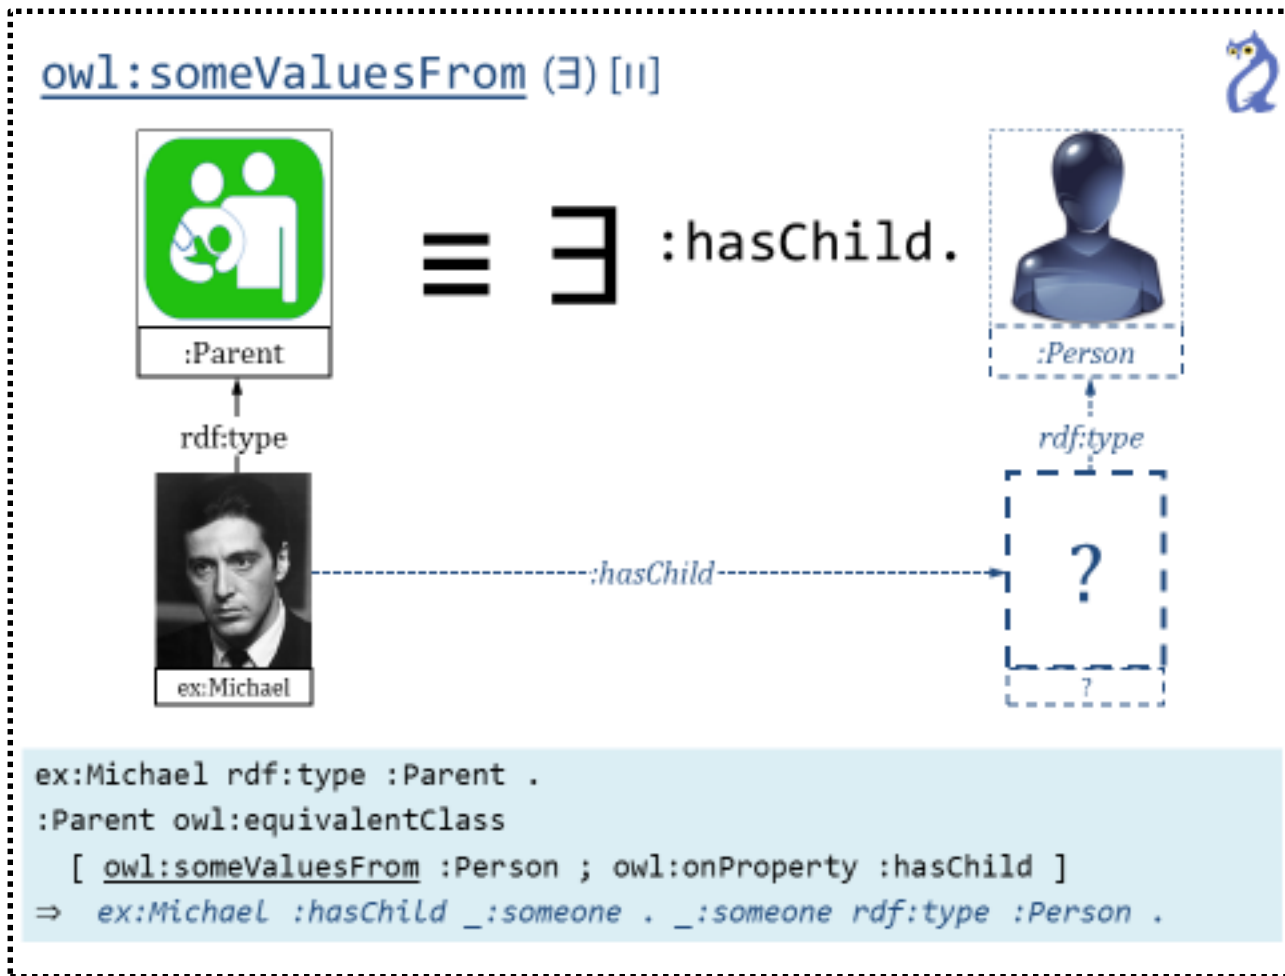 owl:someValuesFrom (∃) [II]
≡ ∃ :hasChild.
:Parent
:Person
rdf:type
rdf:type
?
:hasChild
ex:Michael
?
ex:Michael rdf:type :Parent .
:Parent owl:equivalentClass
[ owl:someValuesFrom :Person ; owl:onProperty :hasChild ]
⇒ ex:Michael :hasChild _:someone . _:someone rdf:type :Person .